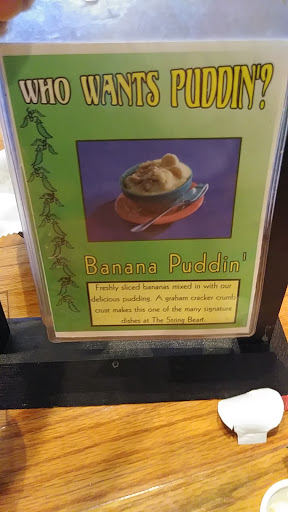 WHO WANTS PUDDIN'?
Banana Puddin'
Freshly sliced bananas mixed in with our
delicious pudding. A graham cracker crumb
crust makes this one of the many signature
dishes at The String Bean!.